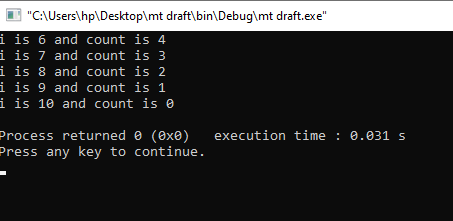 "C:\Users\hp\Desktop\mt draft\bin\Debug\mt draft.exe"
i is 6 and count is 4
i is 7 and count is 3
i is 8 and count is 2
i is 9 and count is 1
i is 10 and count is 0
Process returned 0 (0x0)   execution time : 0.031 s
Press any key to continue.